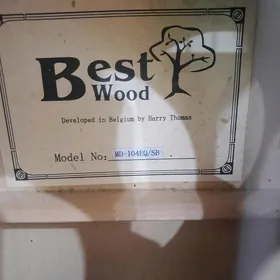 Best
Wood
Developed in Belgium by Harry Thomas
Model No: MD-104EQ/SB